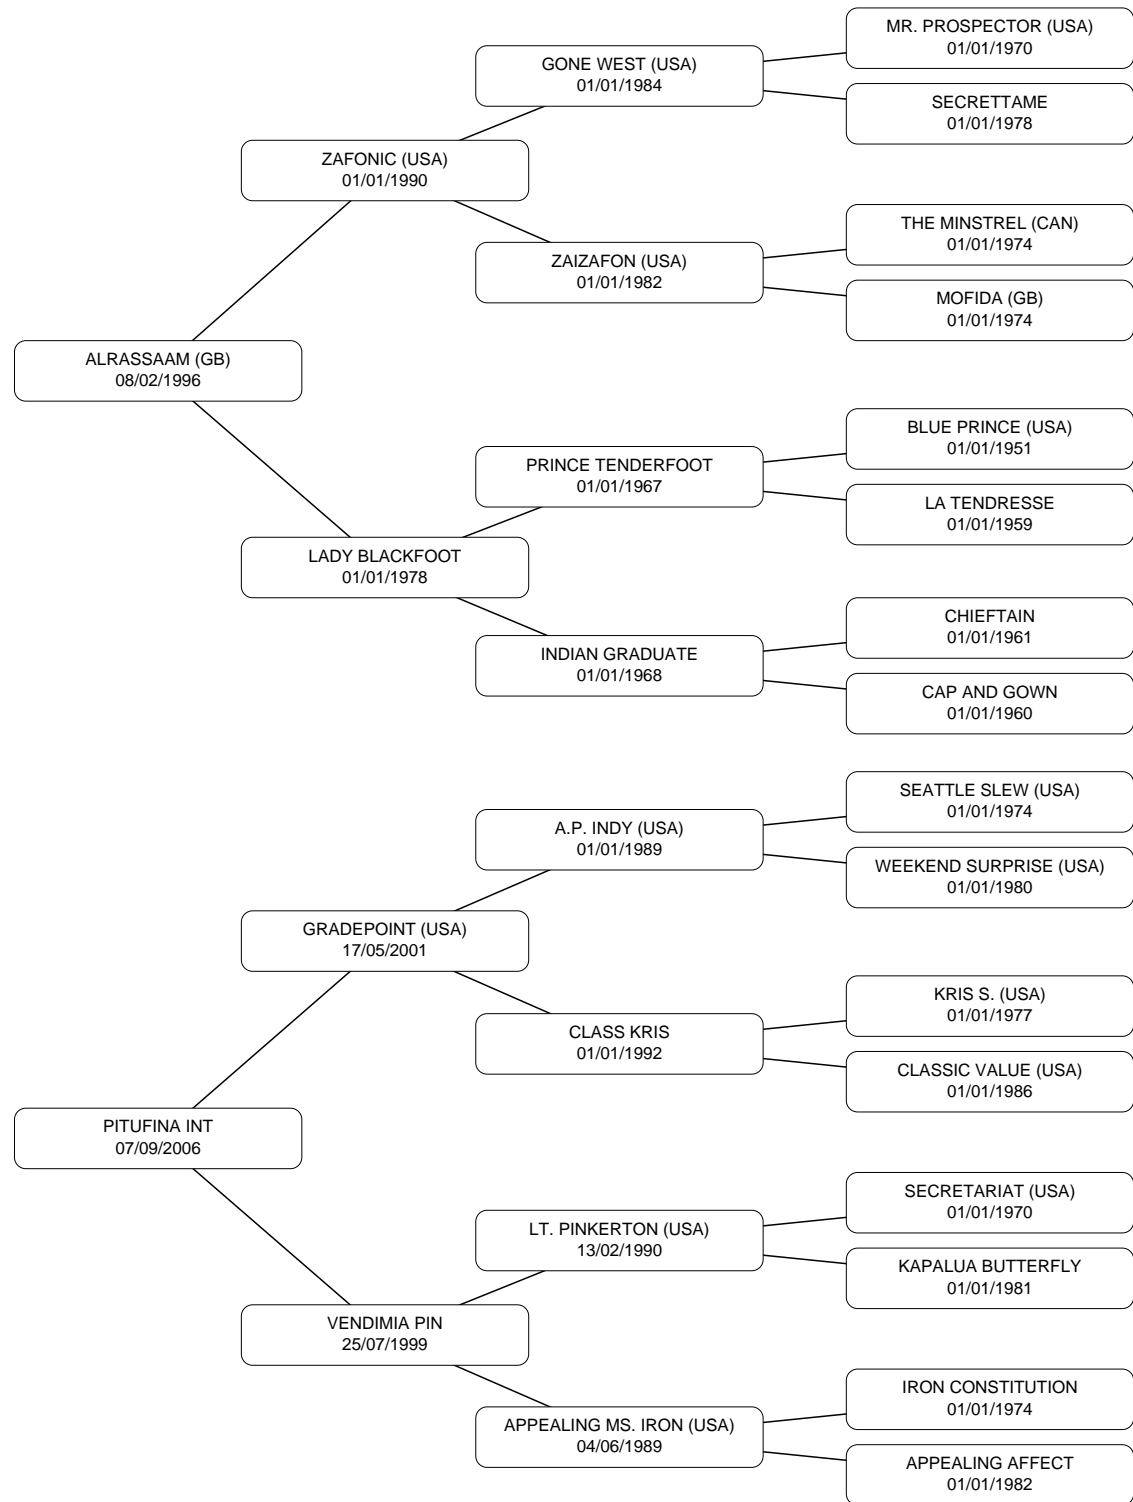 MR. PROSPECTOR (USA)
01/01/1970
GONE WEST (USA)
01/01/1984
SECRETTAME
01/01/1978
ZAFONIC (USA)
01/01/1990
THE MINSTREL (CAN)
01/01/1974
ZAIZAFON (USA)
01/01/1982
MOFIDA (GB)
01/01/1974
ALRASSAAM (GB)
08/02/1996
BLUE PRINCE (USA)
01/01/1951
PRINCE TENDERFOOT
01/01/1967
LA TENDRESSE
01/01/1959
LADY BLACKFOOT
01/01/1978
CHIEFTAIN
01/01/1961
INDIAN GRADUATE
01/01/1968
CAP AND GOWN
01/01/1960
SEATTLE SLEW (USA)
01/01/1974
A.P. INDY (USA)
01/01/1989
WEEKEND SURPRISE (USA)
01/01/1980
GRADEPOINT (USA)
17/05/2001
KRIS S. (USA)
01/01/1977
CLASS KRIS
01/01/1992
CLASSIC VALUE (USA)
01/01/1986
PITUFINA INT
07/09/2006
SECRETARIAT (USA)
01/01/1970
LT. PINKERTON (USA)
13/02/1990
KAPALUA BUTTERFLY
01/01/1981
VENDIMIA PIN
25/07/1999
IRON CONSTITUTION
01/01/1974
APPEALING MS. IRON (USA)
04/06/1989
APPEALING AFFECT
01/01/1982